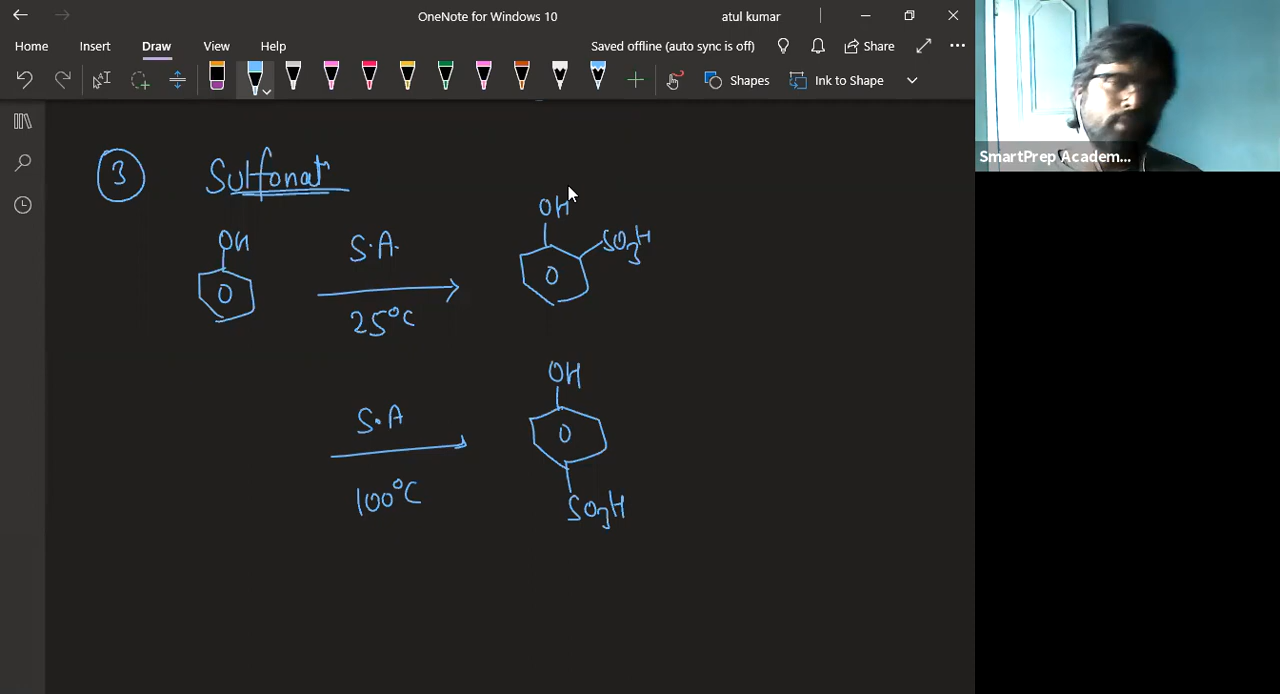 OneNote for Windows 10
atul kumar
Home Insert Draw View Help
Saved offline (auto sync is off)
Share
Shapes
Ink to Shape
SmartPrep Academ...
3 Sulfonatn
OH
S.A.
25°C
OH
SO3H
S.A
100°C
OH
SO3H